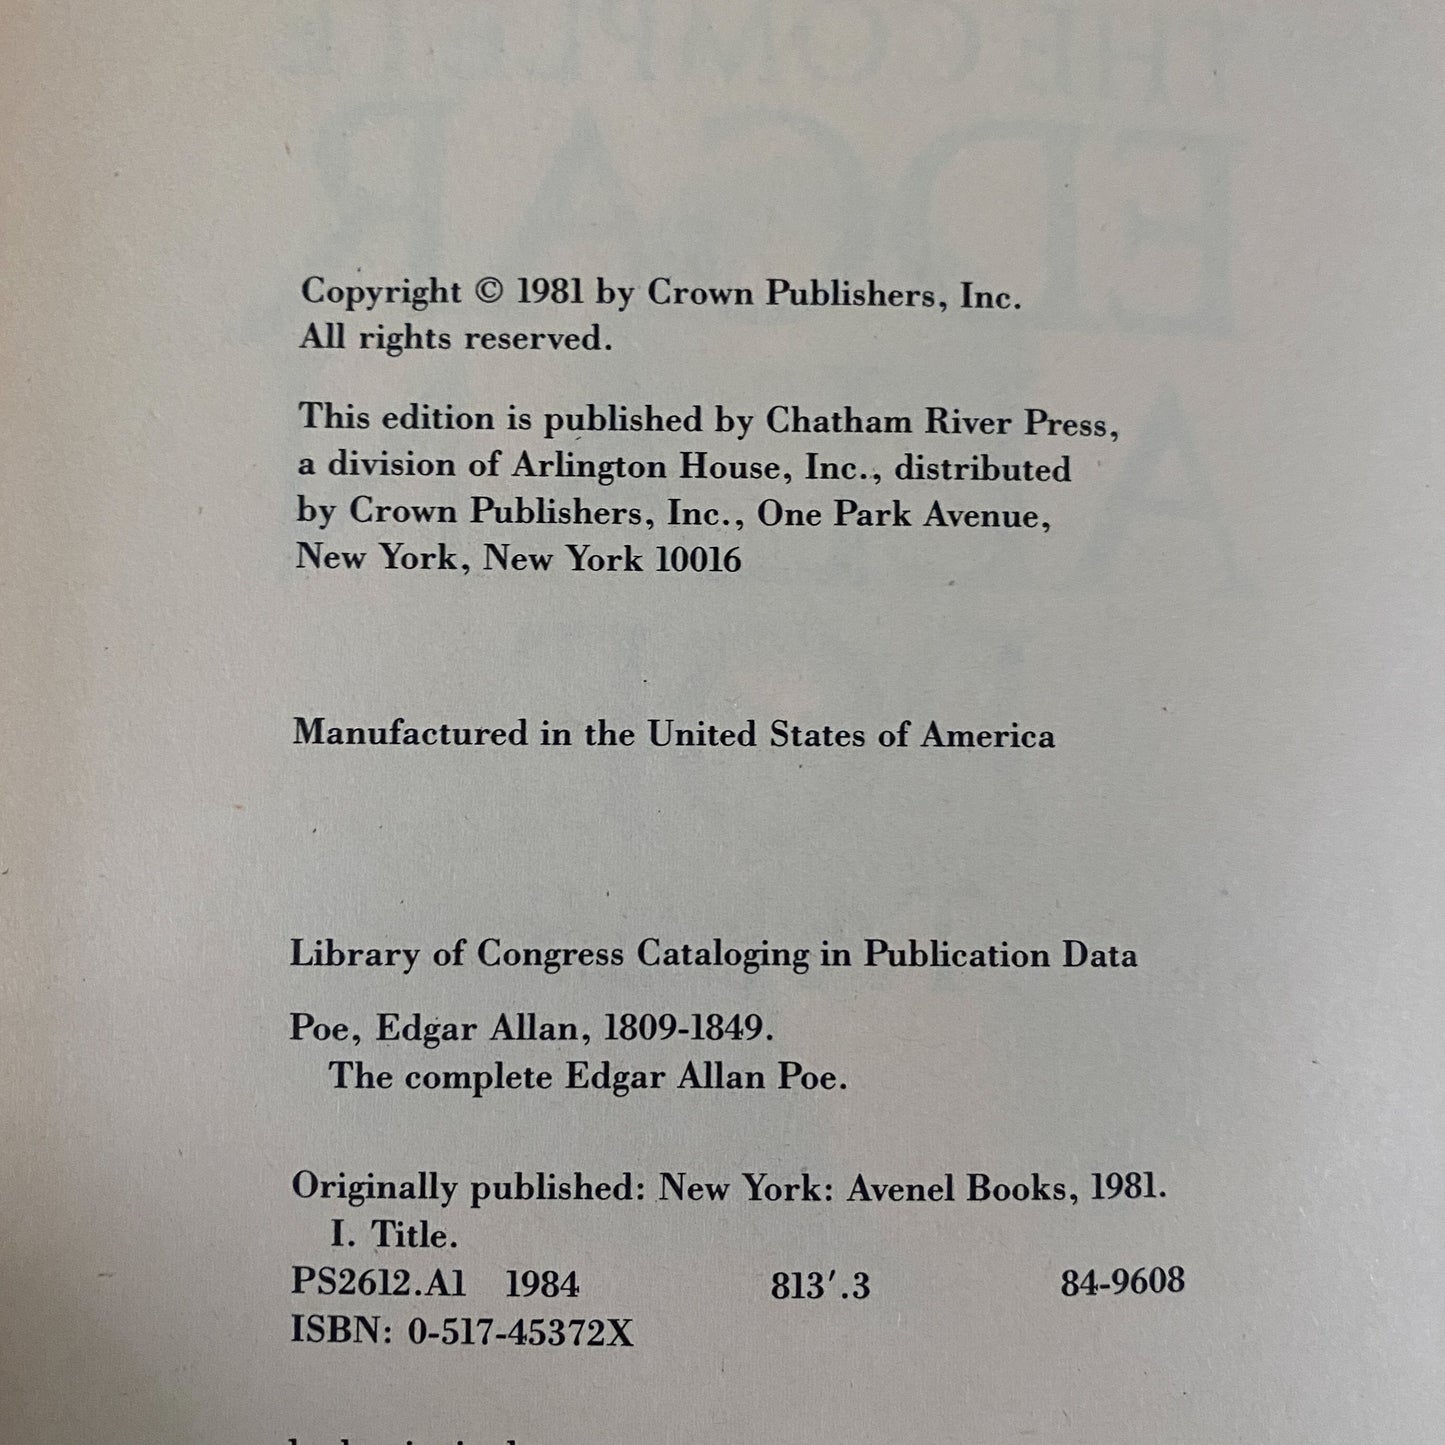 Copyright © 1981 by Crown Publishers, Inc.
All rights reserved.
This edition is published by Chatham River Press,
a division of Arlington House, Inc., distributed
by Crown Publishers, Inc., One Park Avenue,
New York, New York 10016
Manufactured in the United States of America
Library of Congress Cataloging in Publication Data
Poe, Edgar Allan, 1809-1849.
The complete Edgar Allan Poe.
Originally published: New York: Avenel Books, 1981.
I. Title.
PS2612.A1 1984 813′.3 84-9608
ISBN: 0-517-45372X